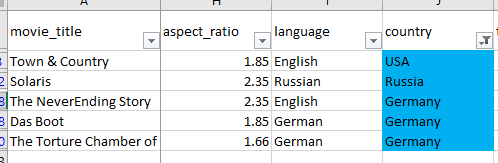 A H I J
movie_title aspect_ratio language country
Town & Country 1.85 English USA
Solaris 2.35 Russian Russia
The NeverEnding Story 2.35 English Germany
Das Boot 1.85 German Germany
The Torture Chamber of 1.66 German Germany